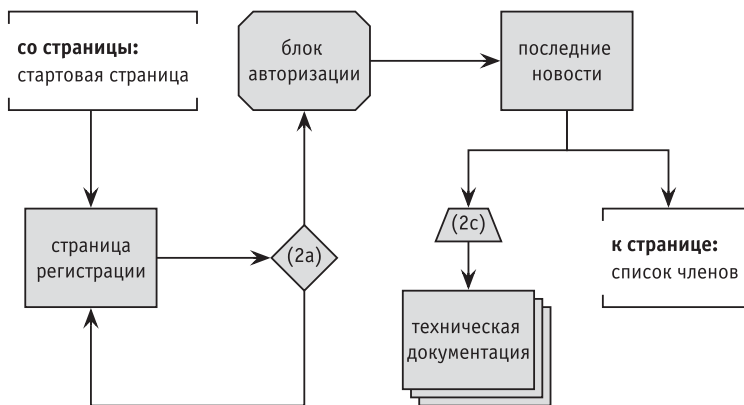 со страницы:
стартовая страница
блок
авторизации
последние
новости
страница
регистрации
(2a)
(2c)
к странице:
список членов
техническая
документация